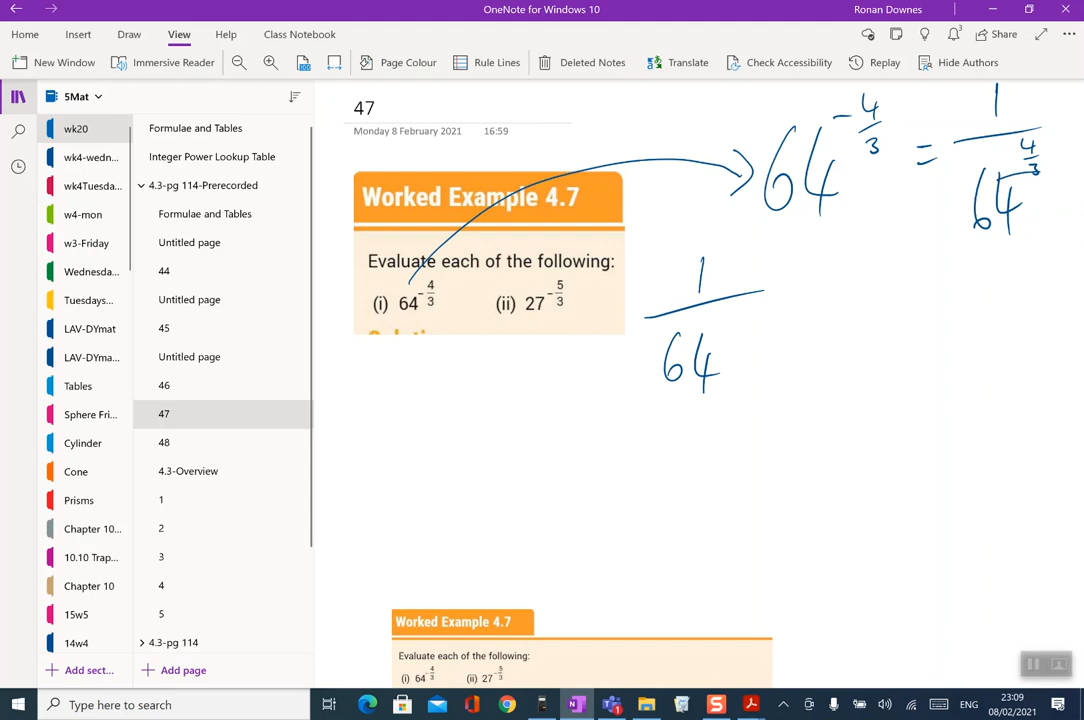 OneNote for Windows 10
Ronan Downes
Home Insert Draw View Help Class Notebook
3
Share
New Window
Immersive Reader
Page Colour
Rule Lines
Deleted Notes
Translate
Check Accessibility
Replay
Hide Authors
5Mat
wk20
wk4-wedn...
wk4Tuesda...
w4-mon
w3-Friday
Wednesda...
Tuesdays...
LAV-DYmat
LAV-DYma...
Tables
Sphere Fri...
Cylinder
Cone
Prisms
Chapter 10...
10.10 Trap...
Chapter 10
15w5
14w4
Add sect...
Formulae and Tables
Integer Power Lookup Table
4.3-pg 114-Prerecorded
Formulae and Tables
Untitled page
44
Untitled page
45
Untitled page
46
47
48
4.3-Overview
1
2
3
4
5
4.3-pg 114
Add page
47
Monday 8 February 2021 16:59
Worked Example 4.7
Evaluate each of the following:
(i) 64^-4/3 (ii) 27^-5/3
64^-4/3 = 1/64^4/3
1/64
Worked Example 4.7
Evaluate each of the following:
(i) 64^-4/3 (ii) 27^-5/3
Type here to search
ENG
23:09
08/02/2021